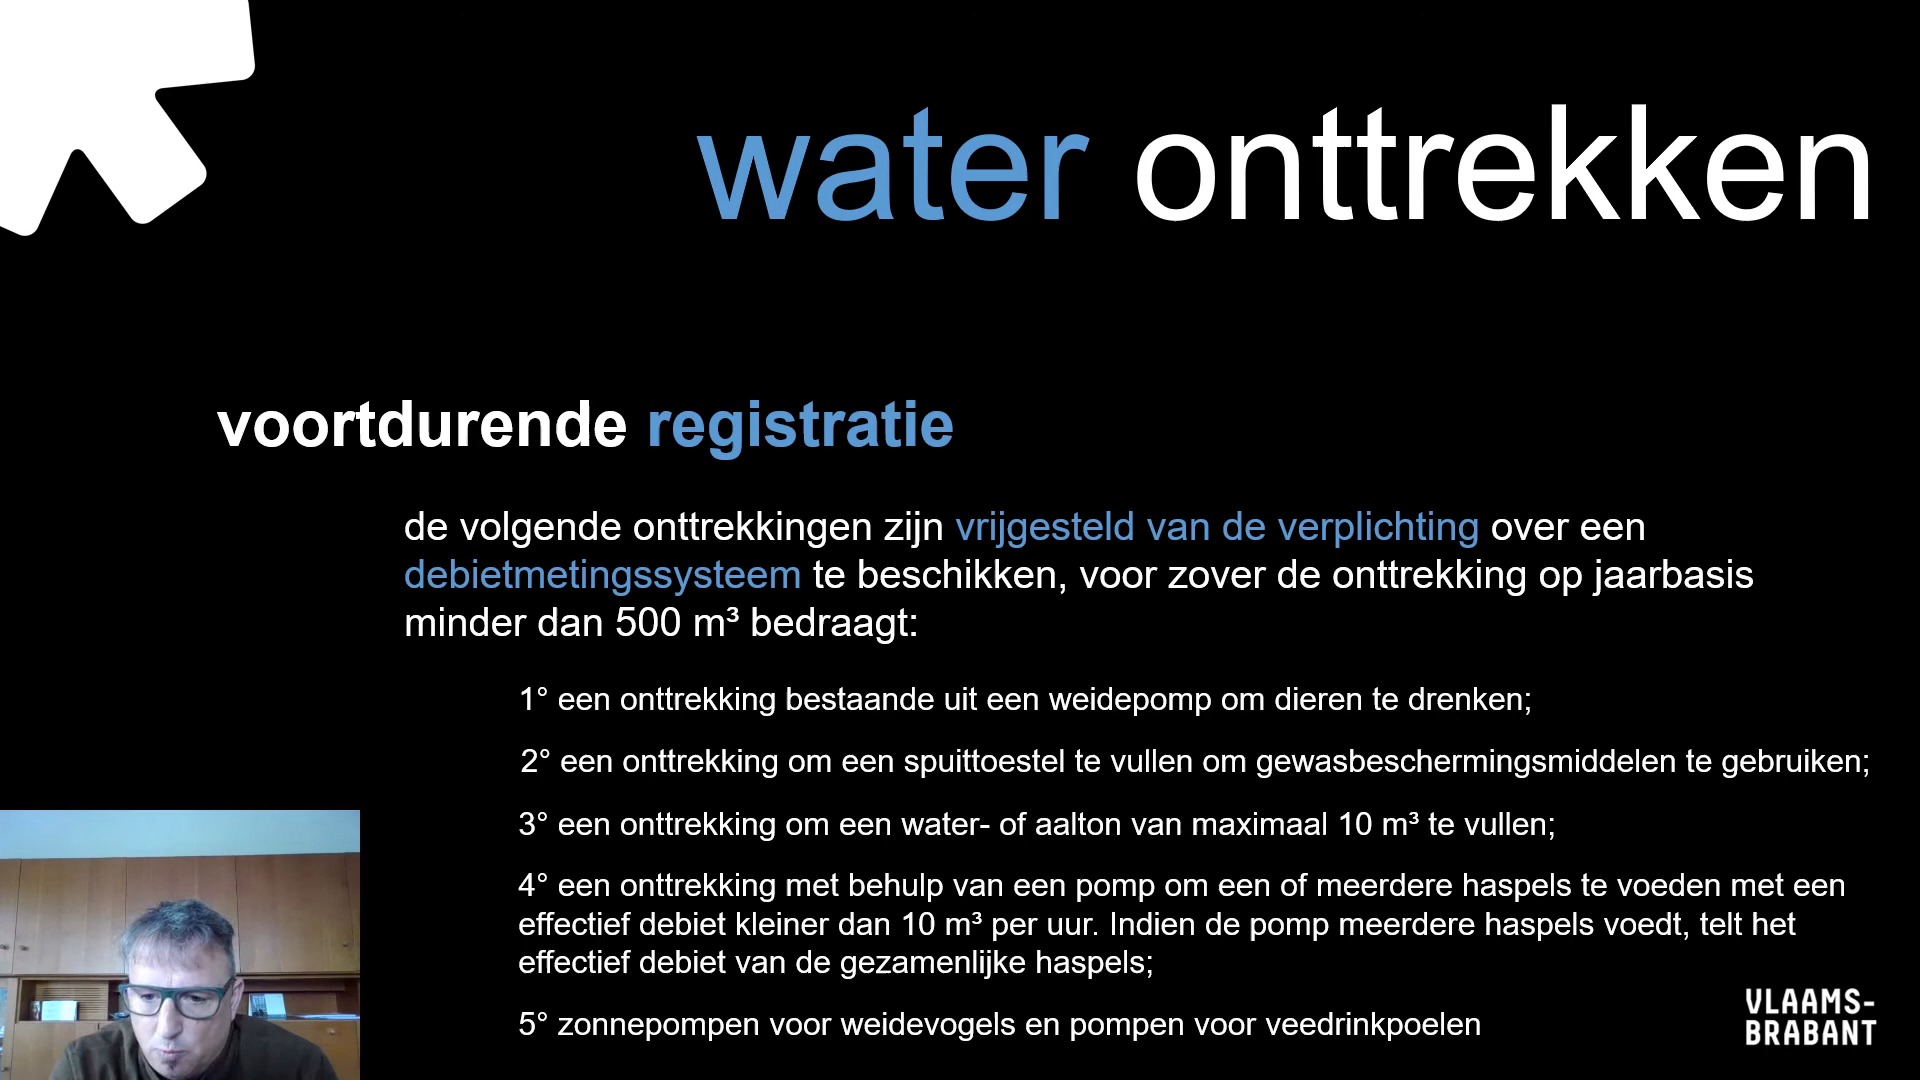 water onttrekken
voortdurende registratie
de volgende onttrekkingen zijn vrijgesteld van de verplichting over een
debietmetingssysteem te beschikken, voor zover de onttrekking op jaarbasis
minder dan 500 m³ bedraagt:
1° een onttrekking bestaande uit een weidepomp om dieren te drenken;
2° een onttrekking om een spuittoestel te vullen om gewasbeschermingsmiddelen te gebruiken;
3° een onttrekking om een water- of aalton van maximaal 10 m³ te vullen;
4° een onttrekking met behulp van een pomp om een of meerdere haspels te voeden met een
effectief debiet kleiner dan 10 m³ per uur. Indien de pomp meerdere haspels voedt, telt het
effectief debiet van de gezamenlijke haspels;
5° zonnepompen voor weidevogels en pompen voor veedrinkpoelen
VLAAMS-
BRABANT